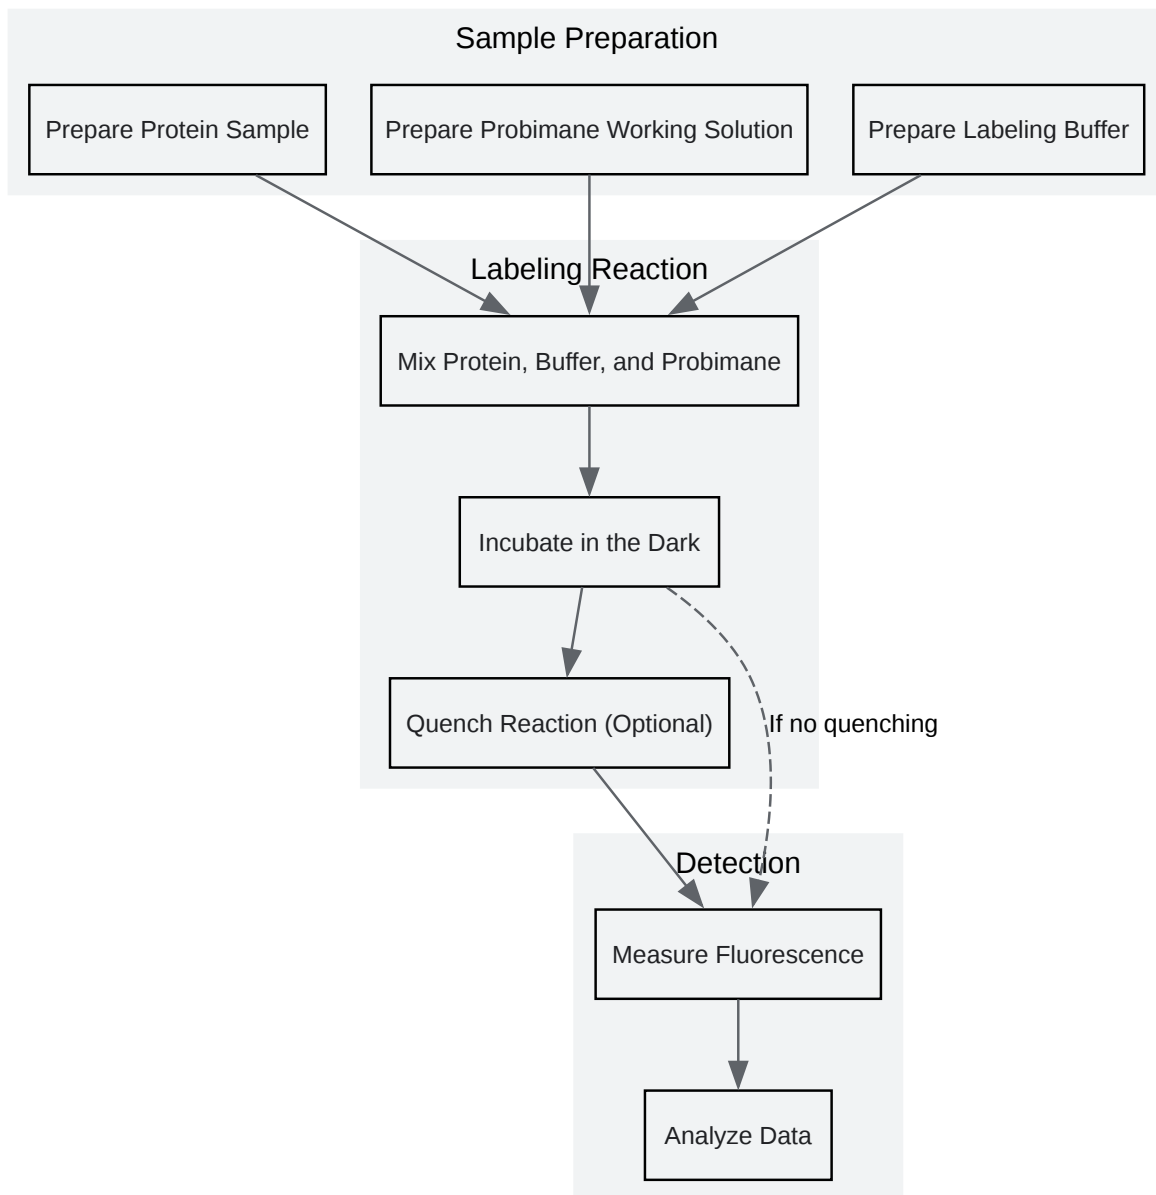 Sample Preparation
Prepare Protein Sample
Prepare Probimane Working Solution
Prepare Labeling Buffer
Labeling Reaction
Mix Protein, Buffer, and Probimane
Incubate in the Dark
Quench Reaction (Optional)
If no quenching
Detection
Measure Fluorescence
Analyze Data